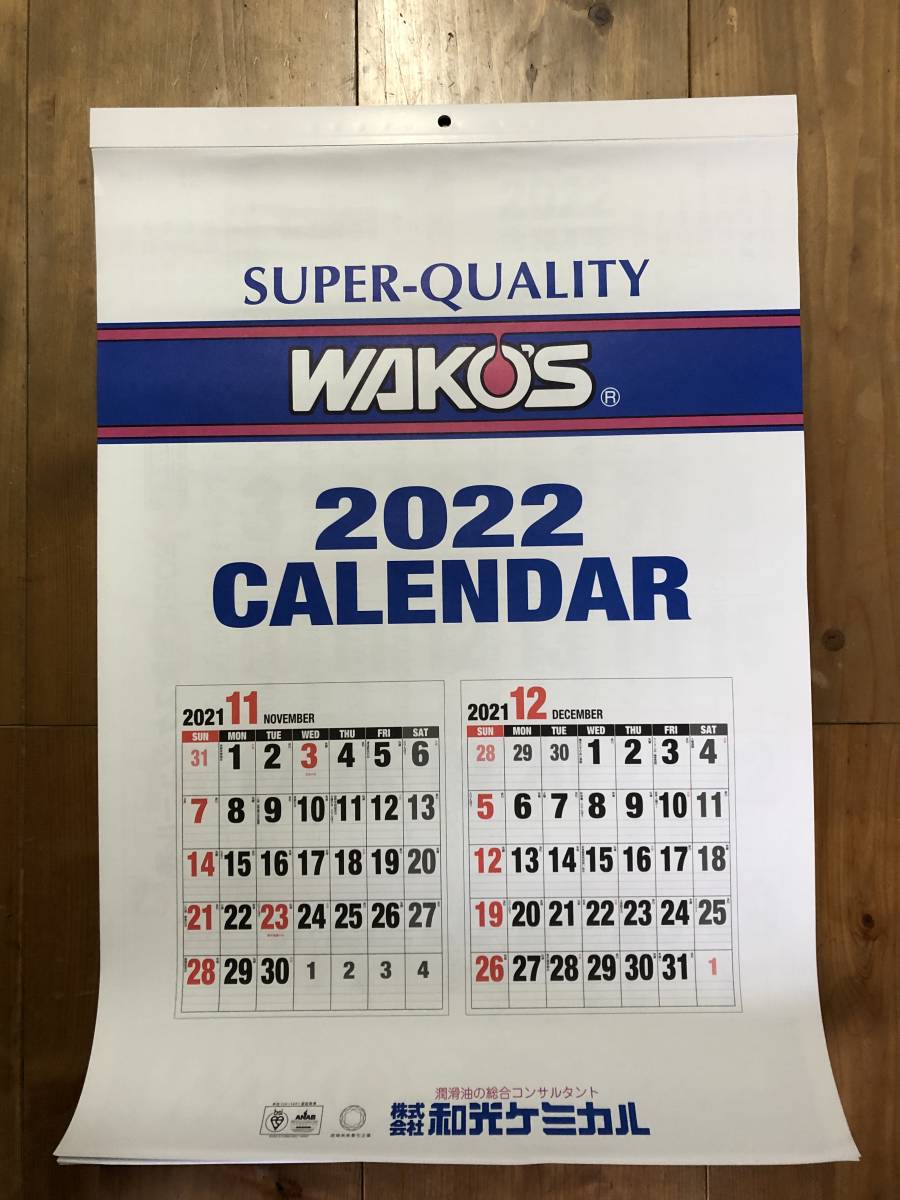 SUPER-QUALITY
WAKO'S ®
2022
CALENDAR
2021 11 NOVEMBER
SUN MON TUE WED THU FRI SAT
31 1 2 3 4 5 6
7 8 9 10 11 12 13
14 15 16 17 18 19 20
21 22 23 24 25 26 27
28 29 30 1 2 3 4
2021 12 DECEMBER
SUN MON TUE WED THU FRI SAT
28 29 30 1 2 3 4
5 6 7 8 9 10 11
12 13 14 15 16 17 18
19 20 21 22 23 24 25
26 27 28 29 30 31 1
潤滑油の総合コンサルタント
株式会社 和光ケミカル
bsi
ANAB